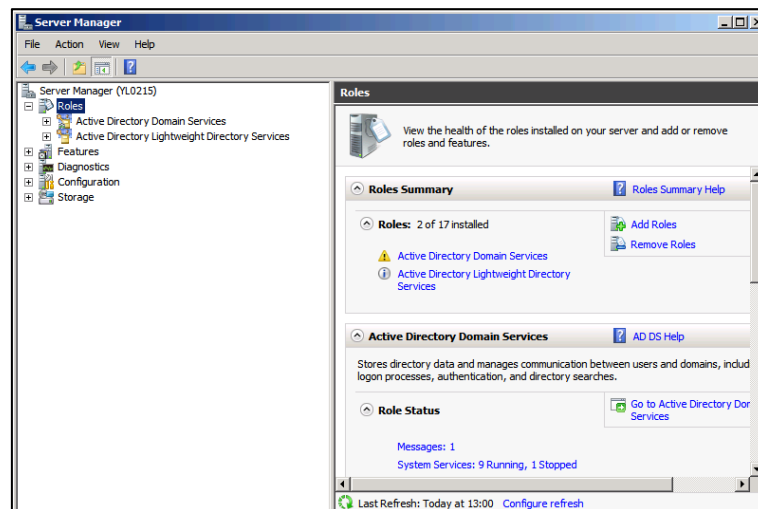 Server Manager
File Action View Help
Server Manager (YL0215)
Roles
Active Directory Domain Services
Active Directory Lightweight Directory Services
Features
Diagnostics
Configuration
Storage
Roles
View the health of the roles installed on your server and add or remove
roles and features.
Roles Summary
Roles Summary Help
Roles: 2 of 17 installed
Add Roles
Remove Roles
Active Directory Domain Services
Active Directory Lightweight Directory
Services
Active Directory Domain Services
AD DS Help
Stores directory data and manages communication between users and domains, includ
logon processes, authentication, and directory searches.
Role Status
Go to Active Directory Dor
Services
Messages: 1
System Services: 9 Running, 1 Stopped
Last Refresh: Today at 13:00 Configure refresh